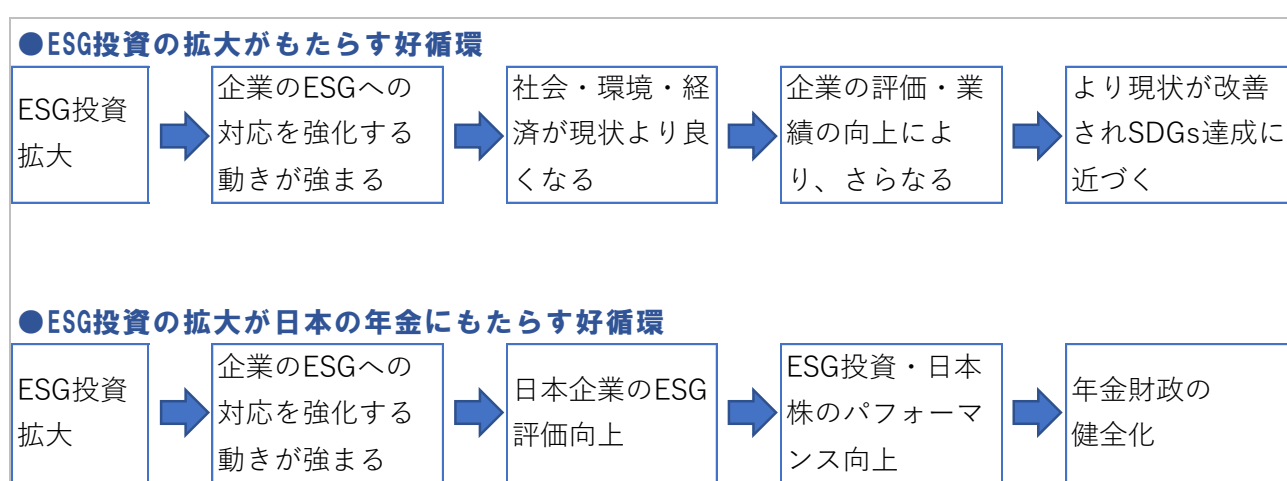 ●ESG投資の拡大がもたらす好循環
ESG投資
拡大
企業のESGへの
対応を強化する
動きが強まる
社会・環境・経
済が現状より良
くなる
企業の評価・業
績の向上によ
り、さらなる
より現状が改善
されSDGs達成に
近づく
●ESG投資の拡大が日本の年金にもたらす好循環
ESG投資
拡大
企業のESGへの
対応を強化する
動きが強まる
日本企業のESG
評価向上
ESG投資・日本
株のパフォーマ
ンス向上
年金財政の
健全化